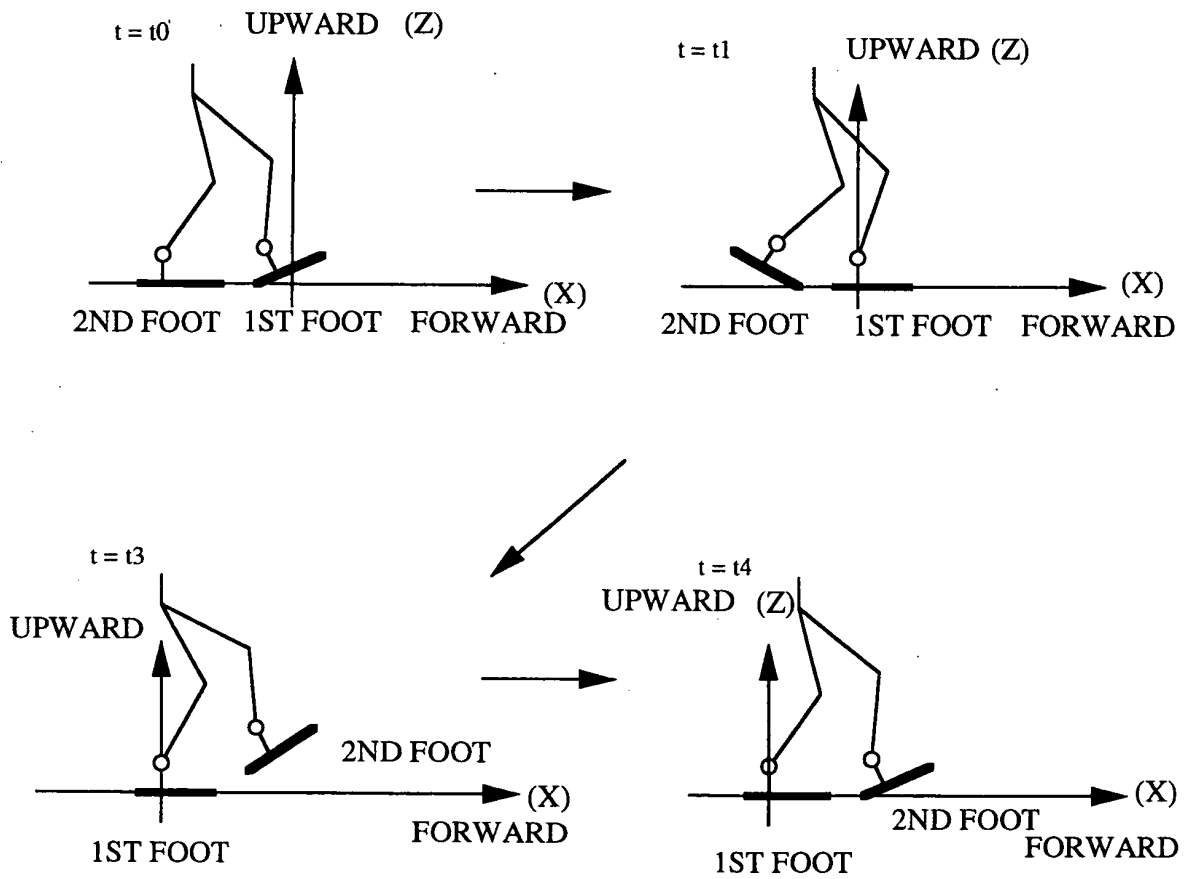 t = t0
UPWARD (Z)
(X)
2ND FOOT 1ST FOOT FORWARD
t = t1
UPWARD (Z)
(X)
2ND FOOT 1ST FOOT FORWARD
t = t3
UPWARD
2ND FOOT
(X)
FORWARD
1ST FOOT
t = t4
UPWARD (Z)
(X)
2ND FOOT
FORWARD
1ST FOOT